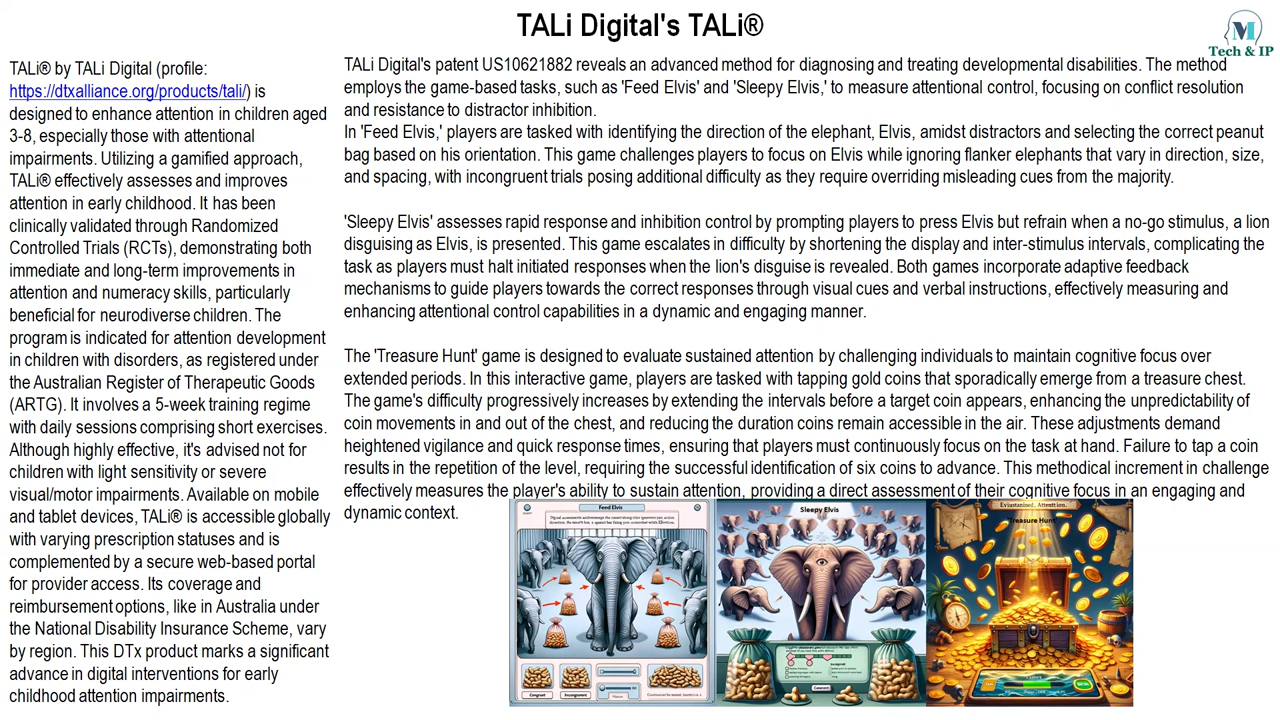 TALi Digital's TALi®
M
Tech & IP
TALi® by TALi Digital (profile:
https://dtxalliance.org/products/tali/) is
designed to enhance attention in children aged
3-8, especially those with attentional
impairments. Utilizing a gamified approach,
TALi® effectively assesses and improves
attention in early childhood. It has been
clinically validated through Randomized
Controlled Trials (RCTs), demonstrating both
immediate and long-term improvements in
attention and numeracy skills, particularly
beneficial for neurodiverse children. The
program is indicated for attention development
in children with disorders, as registered under
the Australian Register of Therapeutic Goods
(ARTG). It involves a 5-week training regime
with daily sessions comprising short exercises.
Although highly effective, it's advised not for
children with light sensitivity or severe
visual/motor impairments. Available on mobile
and tablet devices, TALi® is accessible globally
with varying prescription statuses and is
complemented by a secure web-based portal
for provider access. Its coverage and
reimbursement options, like in Australia under
the National Disability Insurance Scheme, vary
by region. This DTx product marks a significant
advance in digital interventions for early
childhood attention impairments.
TALi Digital's patent US10621882 reveals an advanced method for diagnosing and treating developmental disabilities. The method
employs the game-based tasks, such as 'Feed Elvis' and 'Sleepy Elvis,' to measure attentional control, focusing on conflict resolution
and resistance to distractor inhibition.
In 'Feed Elvis,' players are tasked with identifying the direction of the elephant, Elvis, amidst distractors and selecting the correct peanut
bag based on his orientation. This game challenges players to focus on Elvis while ignoring flanker elephants that vary in direction, size,
and spacing, with incongruent trials posing additional difficulty as they require overriding misleading cues from the majority.
'Sleepy Elvis' assesses rapid response and inhibition control by prompting players to press Elvis but refrain when a no-go stimulus, a lion
disguising as Elvis, is presented. This game escalates in difficulty by shortening the display and inter-stimulus intervals, complicating the
task as players must halt initiated responses when the lion's disguise is revealed. Both games incorporate adaptive feedback
mechanisms to guide players towards the correct responses through visual cues and verbal instructions, effectively measuring and
enhancing attentional control capabilities in a dynamic and engaging manner.
The 'Treasure Hunt' game is designed to evaluate sustained attention by challenging individuals to maintain cognitive focus over
extended periods. In this interactive game, players are tasked with tapping gold coins that sporadically emerge from a treasure chest.
The game's difficulty progressively increases by extending the intervals before a target coin appears, enhancing the unpredictability of
coin movements in and out of the chest, and reducing the duration coins remain accessible in the air. These adjustments demand
heightened vigilance and quick response times, ensuring that players must continuously focus on the task at hand. Failure to tap a coin
results in the repetition of the level, requiring the successful identification of six coins to advance. This methodical increment in challenge
effectively measures the player's ability to sustain attention, providing a direct assessment of their cognitive focus in an engaging and
dynamic context.
Feed Elvis
Congruet
Incongruent
Sleepy Elvis
'Treasure Hunt'